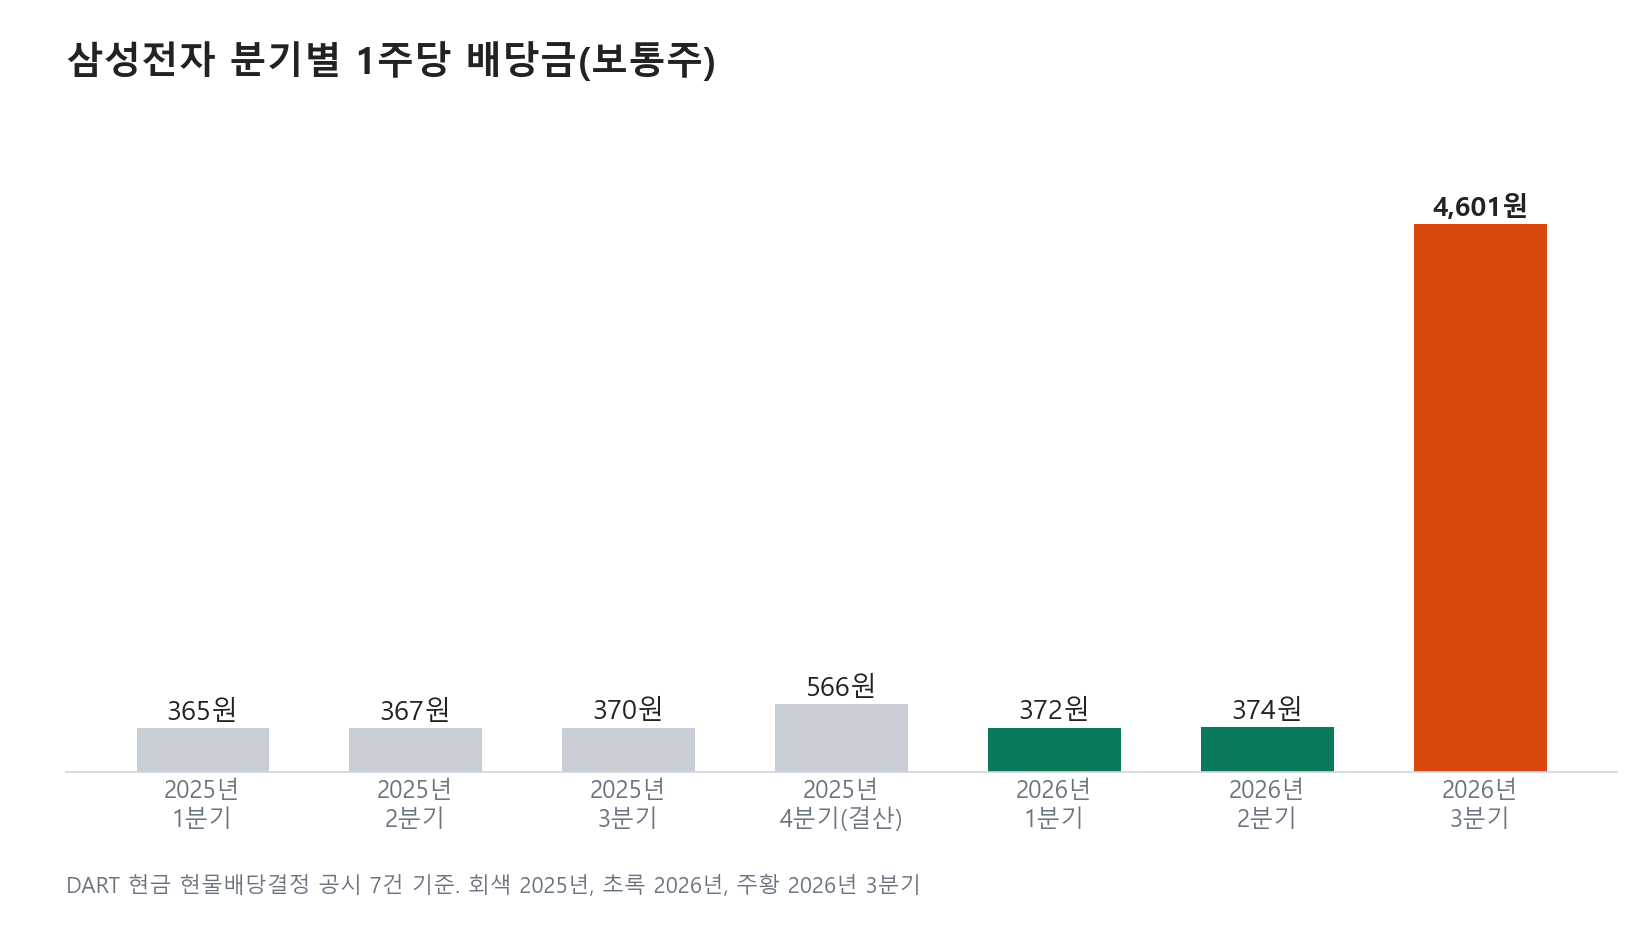 삼성전자 분기별 1주당 배당금(보통주)
4,601원
566원
365원
367원
370원
372원
374원
2025년
1분기
2025년
2분기
2025년
3분기
2025년
4분기(결산)
2026년
1분기
2026년
2분기
2026년
3분기
DART 현금 현물배당결정 공시 7건 기준. 회색 2025년, 초록 2026년, 주황 2026년 3분기